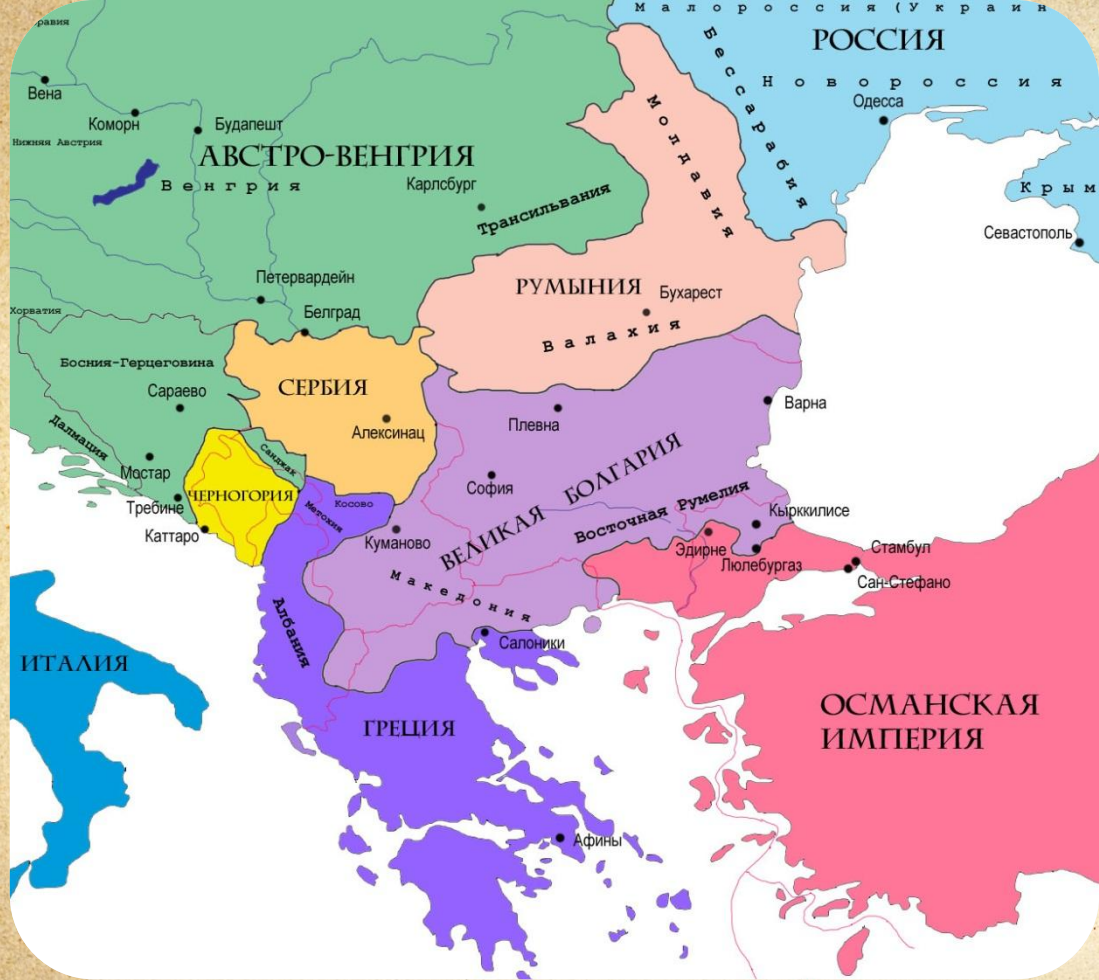 Малороссия (Украин
РОССИЯ
Бессарабия
Новороссия
Одесса
Крым
Севастополь
равия
Вена
Коморн
Будапешт
Нижняя Австрия
АВСТРО-ВЕНГРИЯ
Венгрия
Карлсбург
Трансильвания
Молдавия
Петервардейн
Хорватия
Белград
РУМЫНИЯ
Бухарест
Валахия
Босния-Герцеговина
Сараево
СЕРБИЯ
Алексинац
Далмация
Мостар
Санджак
Требине
ЧЕРНОГОРИЯ
Каттаро
Метохия
Косово
Плевна
Варна
София
ВЕЛИКАЯ БОЛГАРИЯ
Восточная Румелия
Кырккилисе
Куманово
Эдирне
Люлебургаз
Стамбул
Сан-Стефано
Македония
Албания
Салоники
ИТАЛИЯ
ГРЕЦИЯ
ОСМАНСКАЯ
ИМПЕРИЯ
Афины